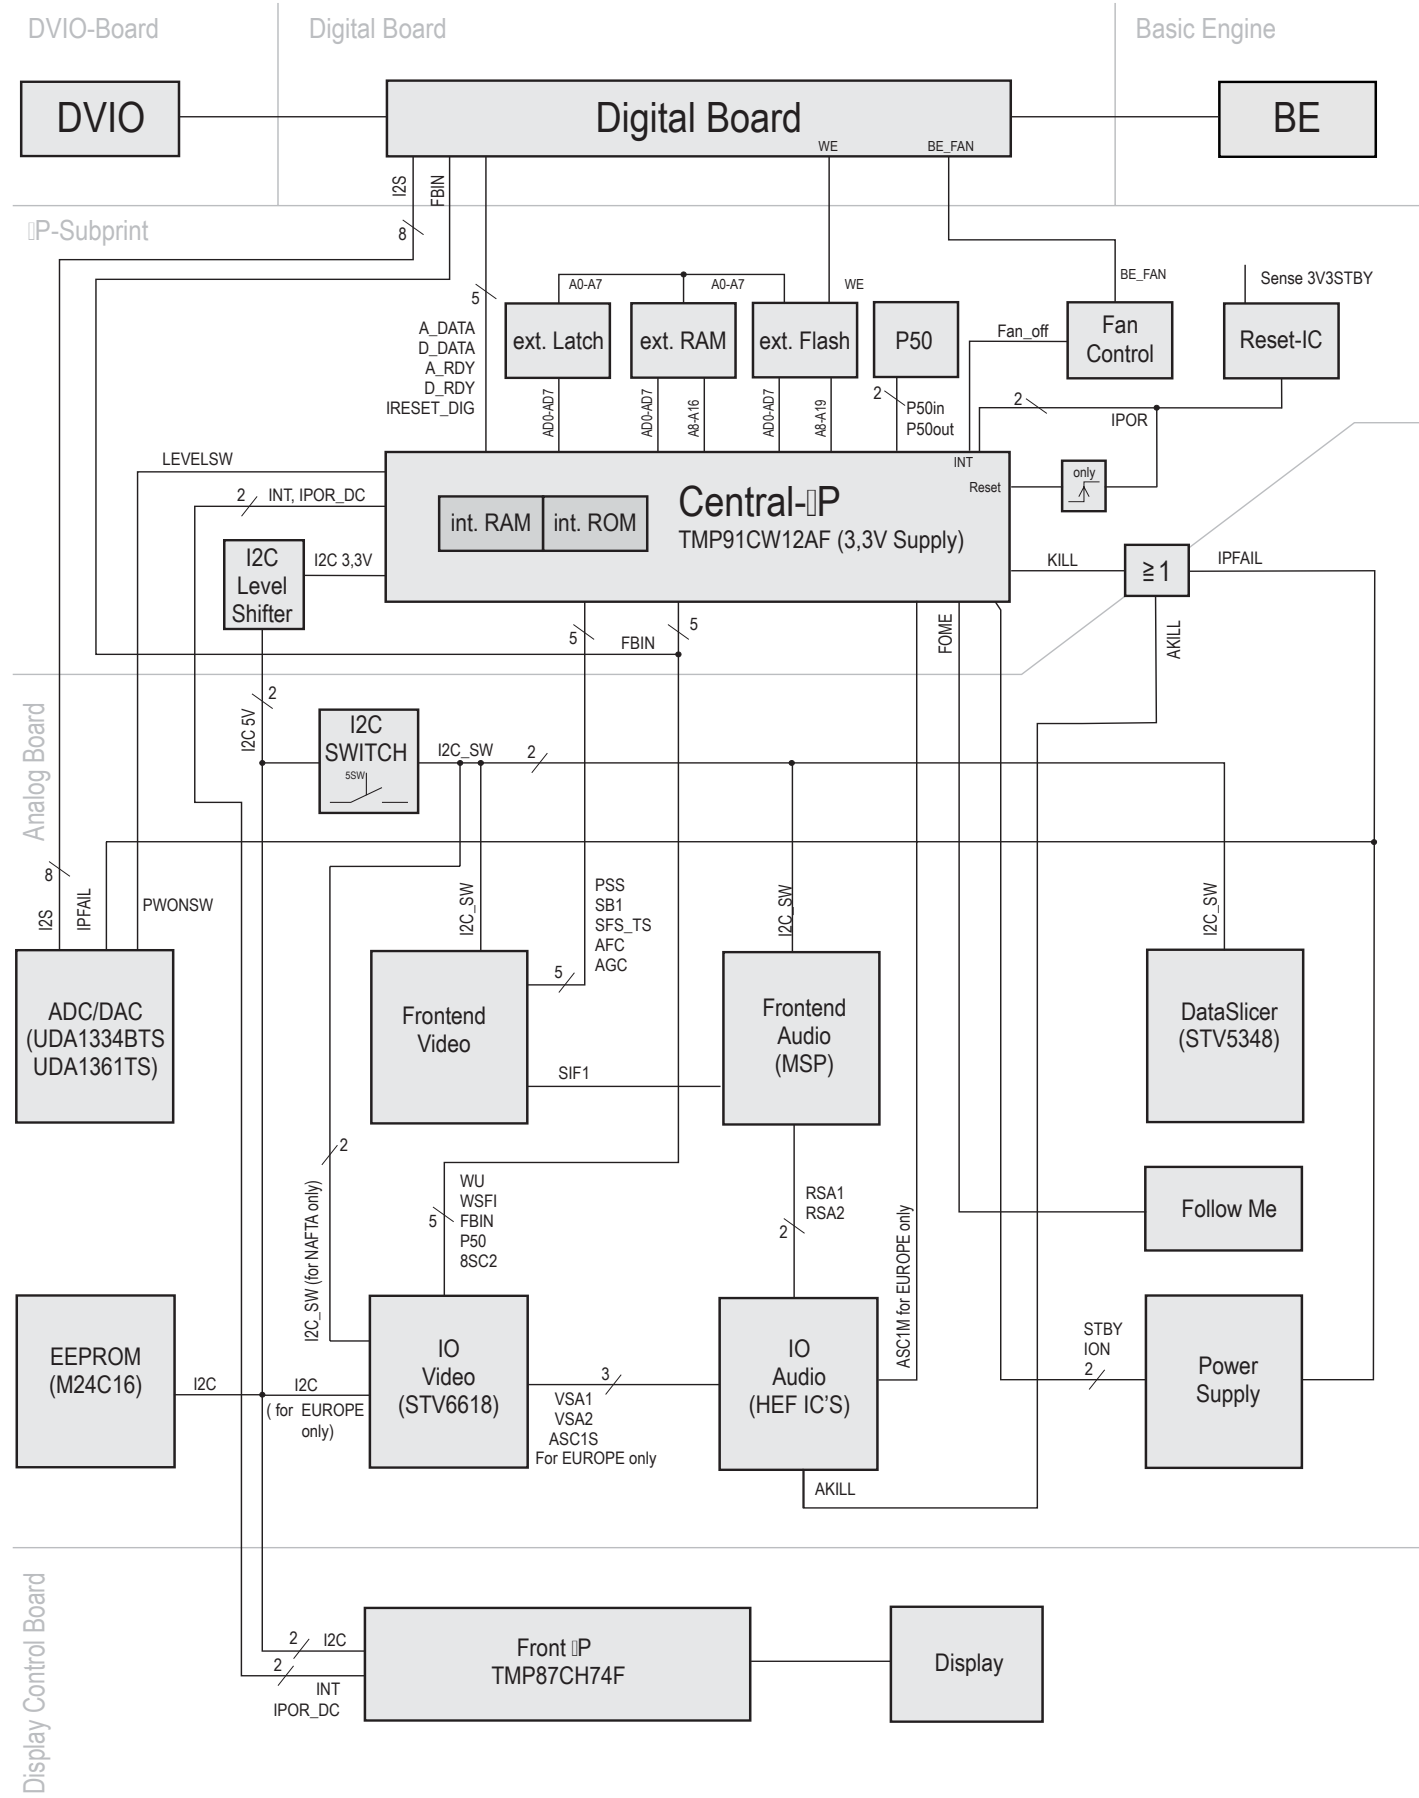 DVIO-Board
Digital Board
Basic Engine
DVIO
Digital Board
BE
WE
BE_FAN
I2S
FBIN
8
▯P-Subprint
5
A_DATA
D_DATA
A_RDY
D_RDY
IRESET_DIG
A0-A7
A0-A7
WE
BE_FAN
Sense 3V3STBY
ext. Latch
ext. RAM
ext. Flash
P50
Fan_off
Fan
Control
Reset-IC
AD0-AD7
AD0-AD7
A8-A16
AD0-AD7
A8-A19
2
P50in
P50out
2
IPOR
LEVELSW
2
INT, IPOR_DC
INT
Reset
only
int. RAM
int. ROM
Central-▯P
TMP91CW12AF (3,3V Supply)
I2C
Level
Shifter
I2C 3,3V
KILL
≧1
IPFAIL
AKILL
5
FBIN
5
FOME
Analog Board
I2C 5V
2
I2C
SWITCH
5SW
I2C_SW
2
8
I2S
IPFAIL
PWONSW
I2C_SW
PSS
SB1
SFS_TS
AFC
AGC
5
I2C_SW
I2C_SW
ADC/DAC
(UDA1334BTS
UDA1361TS)
Frontend
Video
SIF1
Frontend
Audio
(MSP)
DataSlicer
(STV5348)
2
I2C_SW (for NAFTA only)
5
WU
WSFI
FBIN
P50
8SC2
2
RSA1
RSA2
ASC1M for EUROPE only
Follow Me
EEPROM
(M24C16)
I2C
I2C
( for EUROPE
only)
IO
Video
(STV6618)
3
VSA1
VSA2
ASC1S
For EUROPE only
IO
Audio
(HEF IC'S)
AKILL
STBY
ION
2
Power
Supply
Display Control Board
2
I2C
2
INT
IPOR_DC
Front ▯P
TMP87CH74F
Display